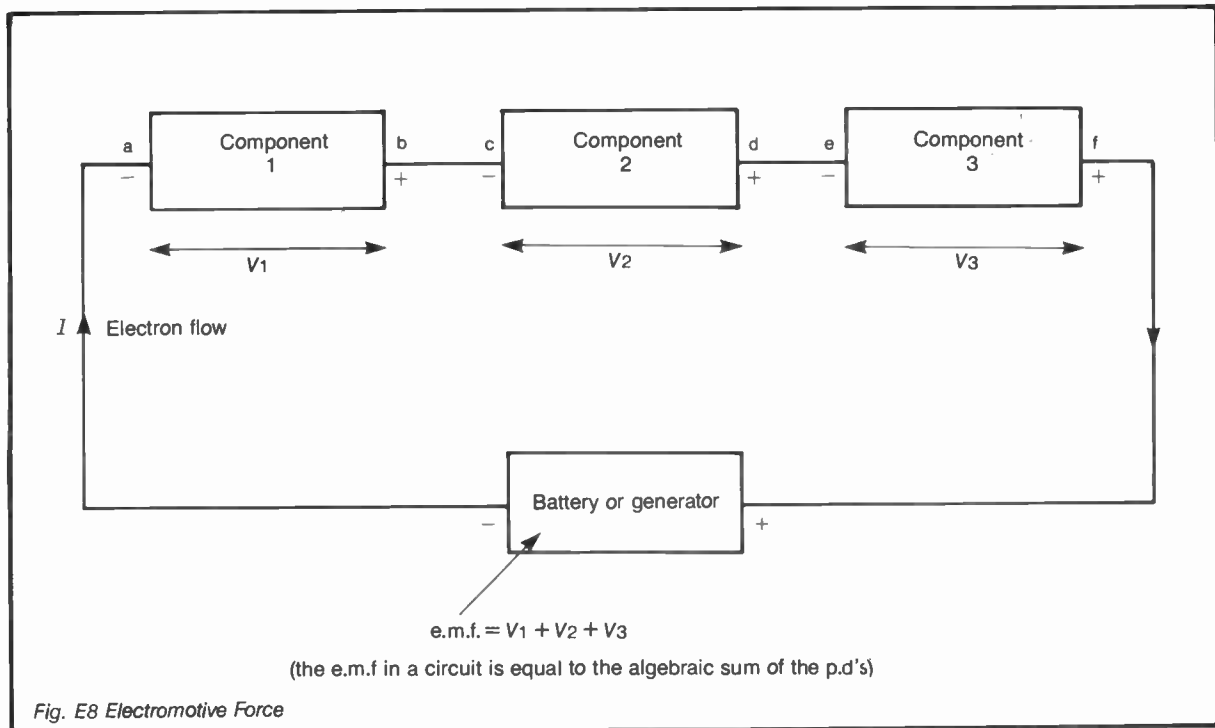 a
Component
1
b
c
Component
2
d
e
Component
3
f
− + − + − +
V1
V2
V3
I Electron flow
Battery or generator
− +
e.m.f. = V1 + V2 + V3
(the e.m.f in a circuit is equal to the algebraic sum of the p.d's)
Fig. E8 Electromotive Force